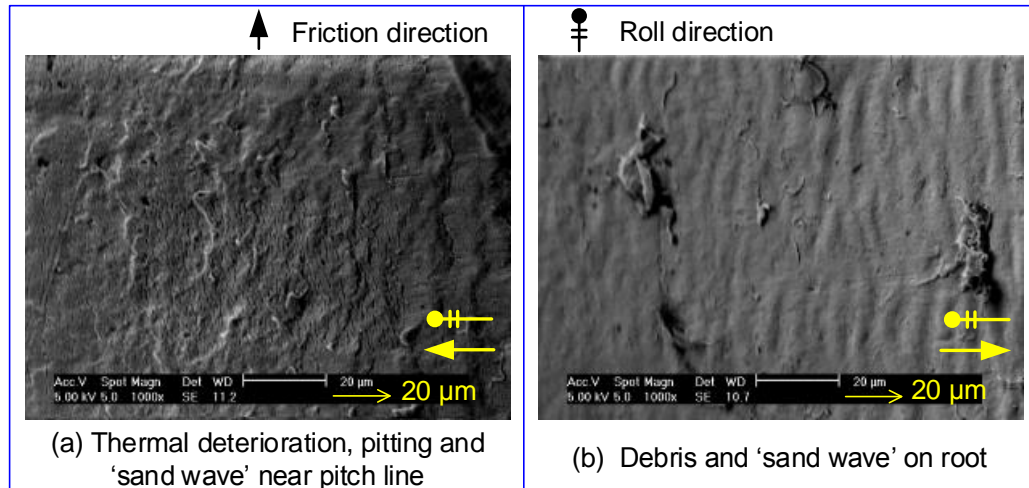 Friction direction
Roll direction
Acc.V Spot Magn Det WD 20 µm
5.00 kV 5.0 1000x SE 11.2
20 µm
Acc.V Spot Magn Det WD 20 µm
5.00 kV 5.0 1000x SE 10.7
20 µm
(a) Thermal deterioration, pitting and
‘sand wave’ near pitch line
(b) Debris and ‘sand wave’ on root